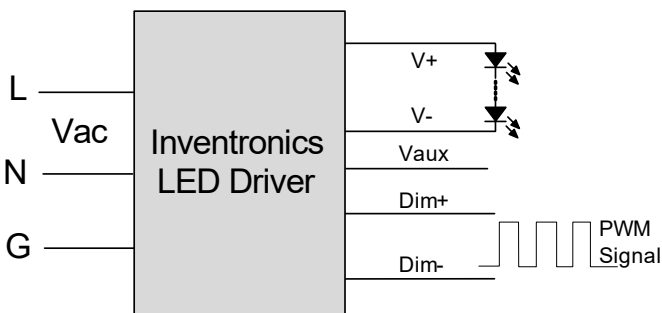 L
Vac
N
G
Inventronics
LED Driver
V+
V-
Vaux
Dim+
Dim-
PWM
Signal